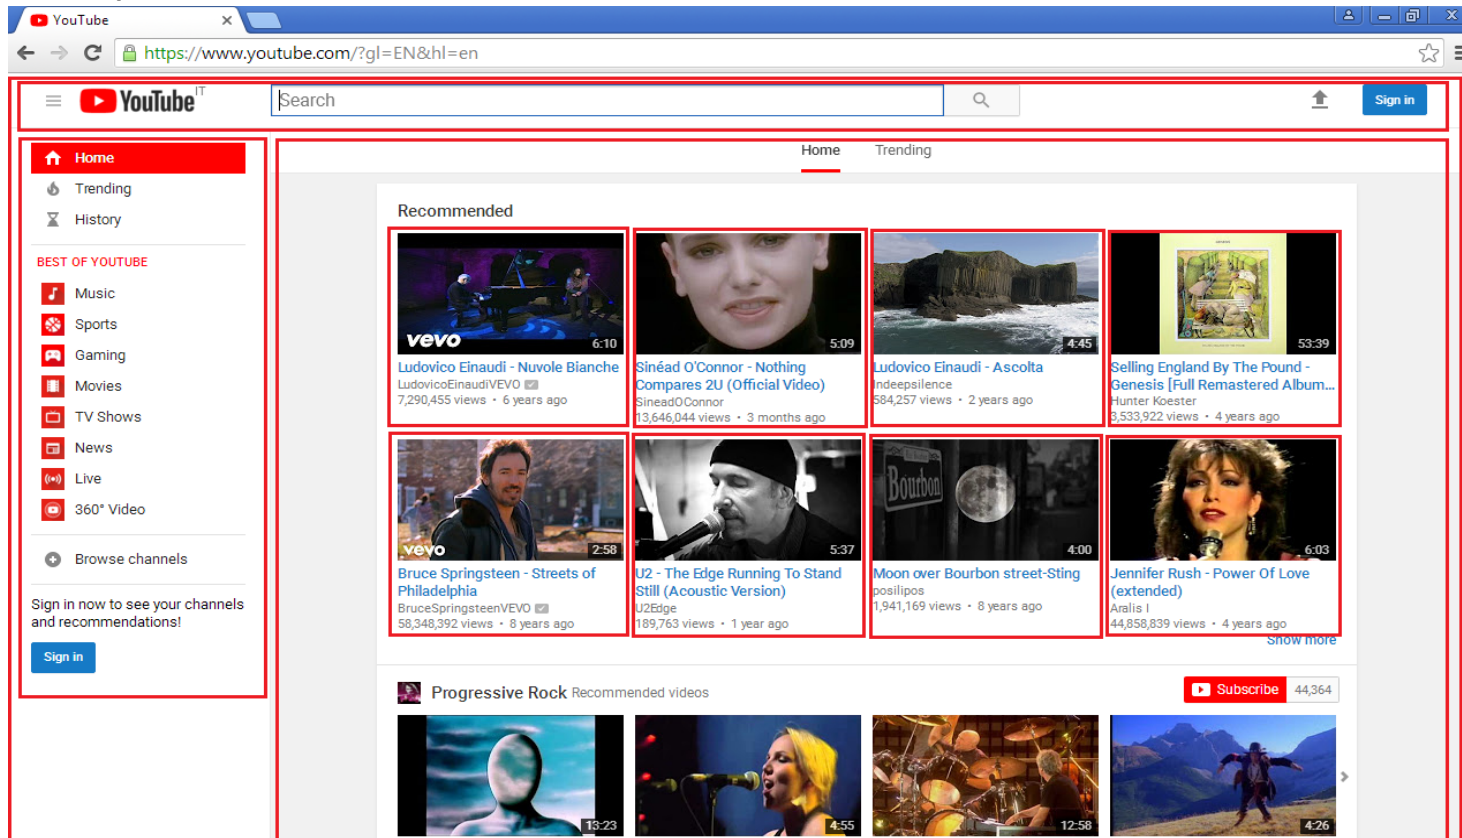 YouTube
https://www.youtube.com/?gl=EN&hl=en
YouTube IT
Search
Sign in
Home
Trending
History
BEST OF YOUTUBE
Music
Sports
Gaming
Movies
TV Shows
News
Live
360° Video
Browse channels
Sign in now to see your channels
and recommendations!
Sign in
Home Trending
Recommended
vevo 6:10
Ludovico Einaudi - Nuvole Bianche
LudovicoEinaudiVEVO
7,290,455 views • 6 years ago
5:09
Sinéad O'Connor - Nothing
Compares 2U (Official Video)
SineadOConnor
13,646,044 views • 3 months ago
4:45
Ludovico Einaudi - Ascolta
Indeepsilence
584,257 views • 2 years ago
53:39
Selling England By The Pound -
Genesis [Full Remastered Album...
Hunter Koester
3,533,922 views • 4 years ago
vevo 2:58
Bruce Springsteen - Streets of
Philadelphia
BruceSpringsteenVEVO
58,348,392 views • 8 years ago
5:37
U2 - The Edge Running To Stand
Still (Acoustic Version)
U2Edge
189,763 views • 1 year ago
Bourbon
4:00
Moon over Bourbon street-Sting
posilipos
1,941,169 views • 8 years ago
6:03
Jennifer Rush - Power Of Love
(extended)
Aralis I
44,858,839 views • 4 years ago
Show more
Progressive Rock Recommended videos
Subscribe 44,364
13:23
4:55
12:58
4:26